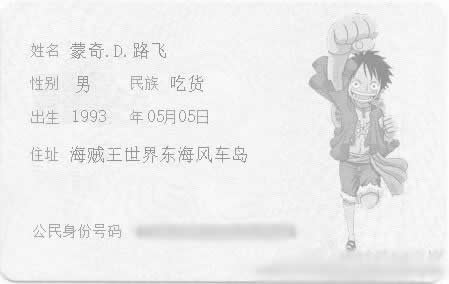 姓名 蒙奇.D.路飞
性别 男 民族 吃货
出生 1993 年 05月05日
住址 海贼王世界东海风车岛
公民身份号码